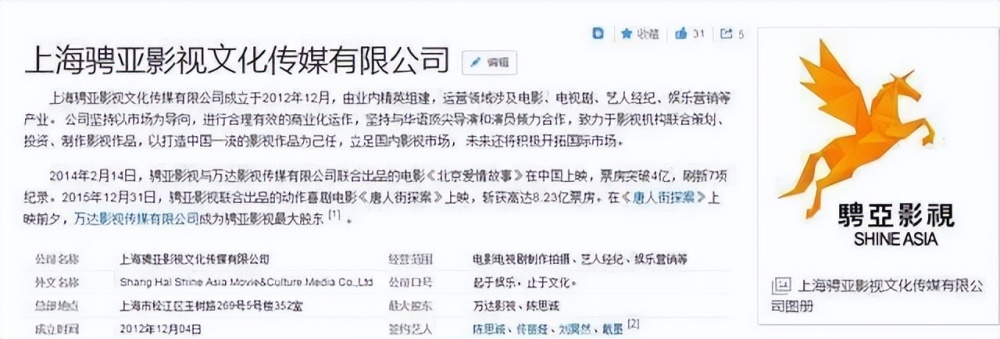 收藏 31 5
上海骋亚影视文化传媒有限公司 编辑
上海骋亚影视文化传媒有限公司成立于2012年12月，由业内精英组建，运营领域涉及电影、电视剧、艺人经纪、娱乐营销等
产业。公司坚持以市场为导向，进行合理有效的商业化运作，坚持与华语顶尖导演和演员倾力合作，致力于影视机构联合策划、
投资、制作影视作品，以打造中国一流的影视作品为己任，立足国内影视市场，未来还将积极开拓国际市场。
2014年2月14日，骋亚影视与万达影视传媒有限公司联合出品的电影《北京爱情故事》在中国上映，票房突破4亿，刷新7项
纪录。2015年12月31日，骋亚影视联合出品的动作喜剧电影《唐人街探案》上映，斩获高达8.23亿票房。在《唐人街探案》上
映前夕，万达影视传媒有限公司成为骋亚影视最大股东 [1] 。
公司名称 上海骋亚影视文化传媒有限公司 经营范围 电影电视剧制作拍摄、艺人经纪、娱乐营销等
外文名称 Shang Hai Shine Asia Movie&Culture Media Co.,Ltd 公司口号 起于娱乐，止于文化。
总部地点 上海市松江区玉树路269号5号楼352室 最大股东 万达影视、陈思诚
成立时间 2012年12月04日 签约艺人 陈思诚、佟丽娅、刘昊然、戴墨 [2]
騁亞影視
SHINE ASIA
上海骋亚影视文化传媒有限公
司图册